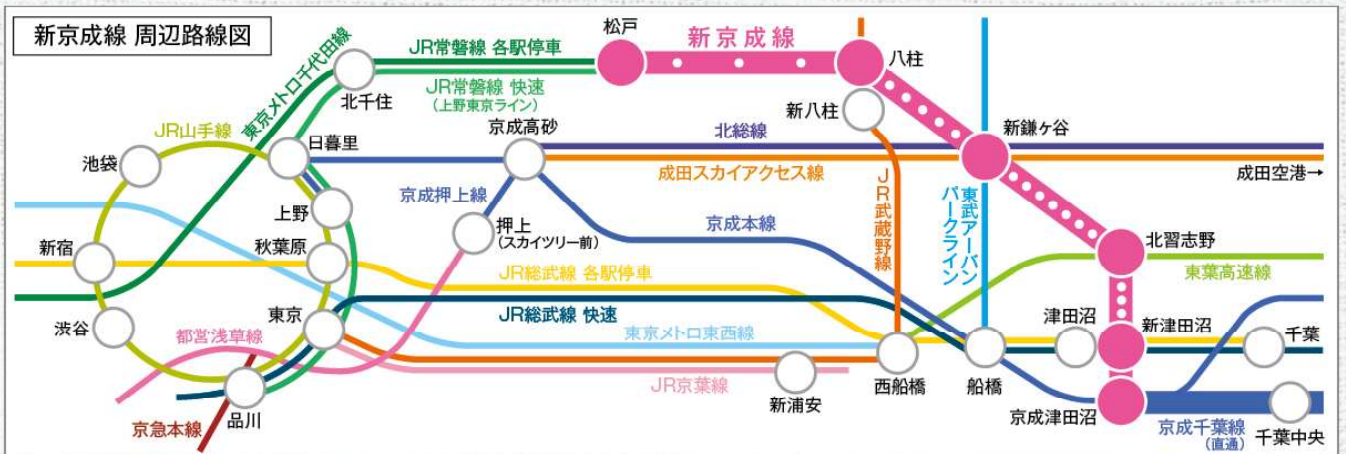 新京成線 周辺路線図
松戸
新京成線
八柱
JR常磐線 各駅停車
JR常磐線 快速
(上野東京ライン)
東京メトロ千代田線
北千住
新八柱
新鎌ヶ谷
JR山手線
日暮里
京成高砂
北総線
池袋
成田スカイアクセス線
成田空港→
京成押上線
上野
押上
(スカイツリー前)
京成本線
JR武蔵野線
東武アーバン
パークライン
北習志野
新宿
秋葉原
JR総武線 各駅停車
東葉高速線
JR総武線 快速
東京
渋谷
都営浅草線
東京メトロ東西線
津田沼
新津田沼
千葉
JR京葉線
新浦安
西船橋
船橋
京成津田沼
品川
京急本線
京成千葉線
(直通)
千葉中央